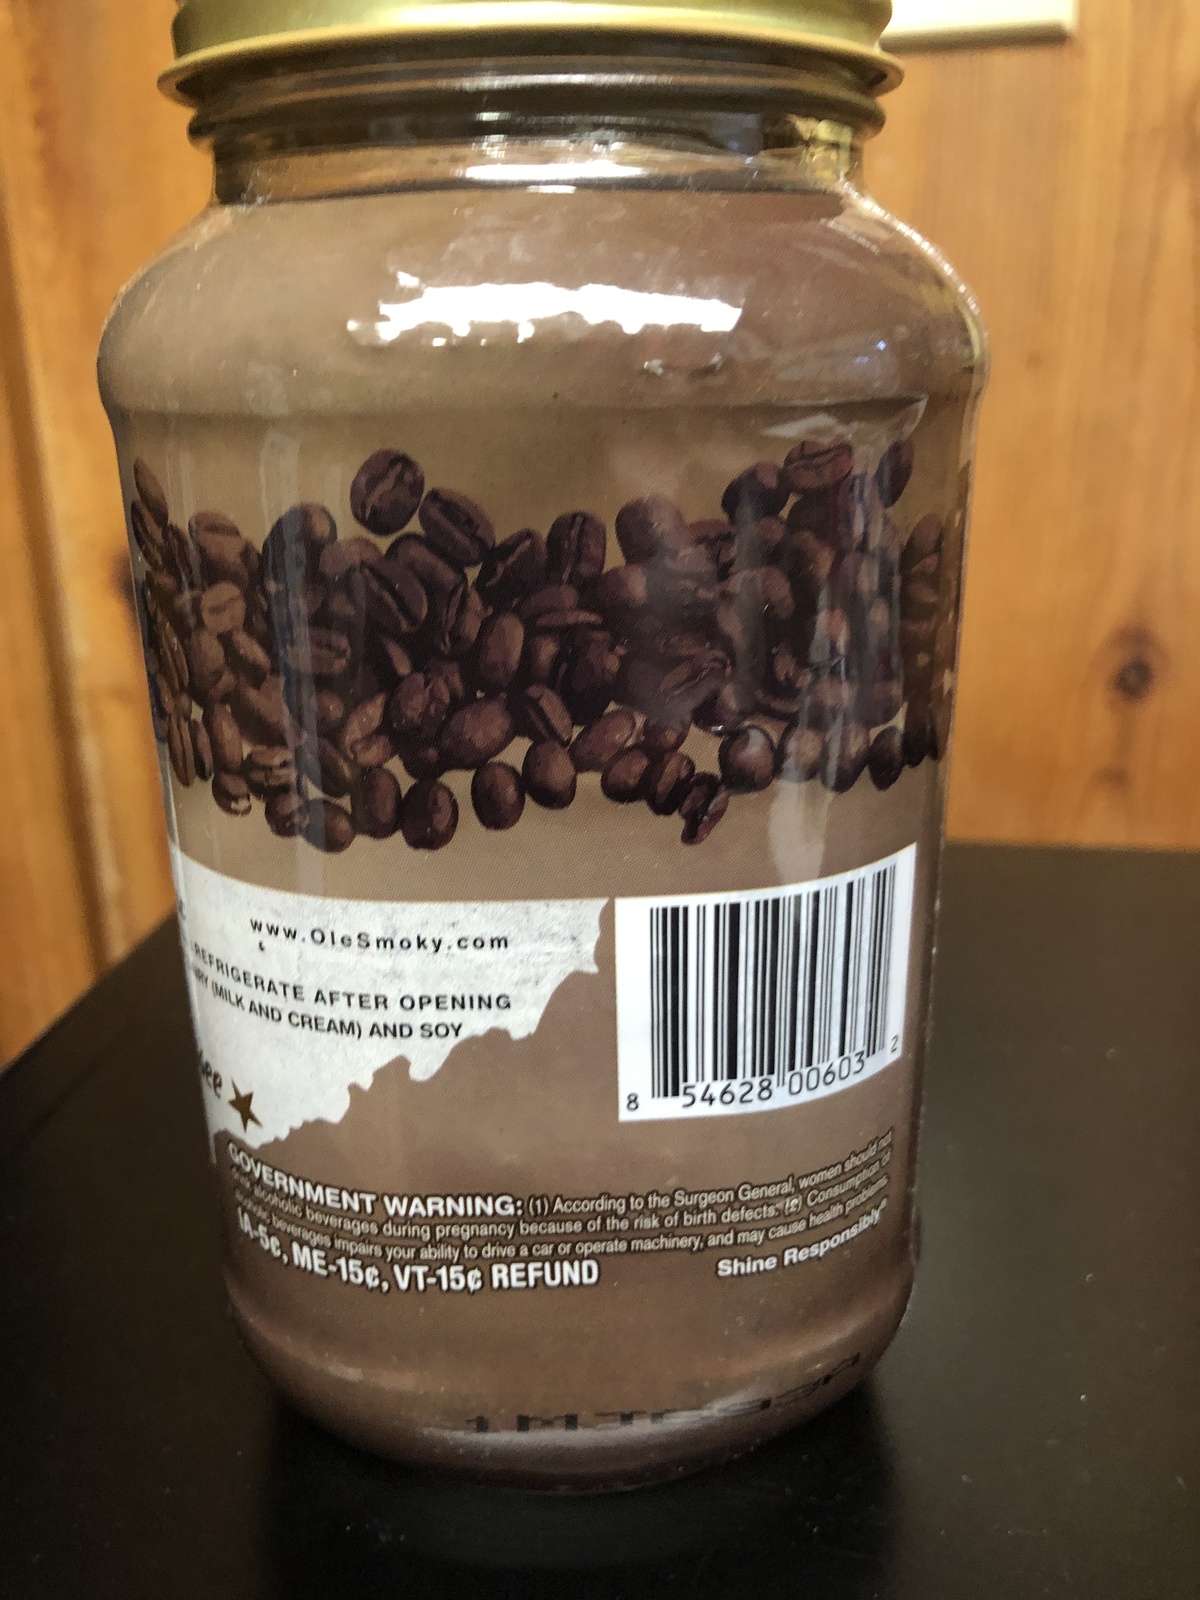 www.OleSmoky.com
REFRIGERATE AFTER OPENING
(MILK AND CREAM) AND SOY
8 54628 00603 2
GOVERNMENT WARNING: (1) According to the Surgeon General, women should not
alcoholic beverages during pregnancy because of the risk of birth defects. (2) Consumption of
beverages impairs your ability to drive a car or operate machinery, and may cause health problems.
IA-5¢, ME-15¢, VT-15¢ REFUND
Shine Responsibly®